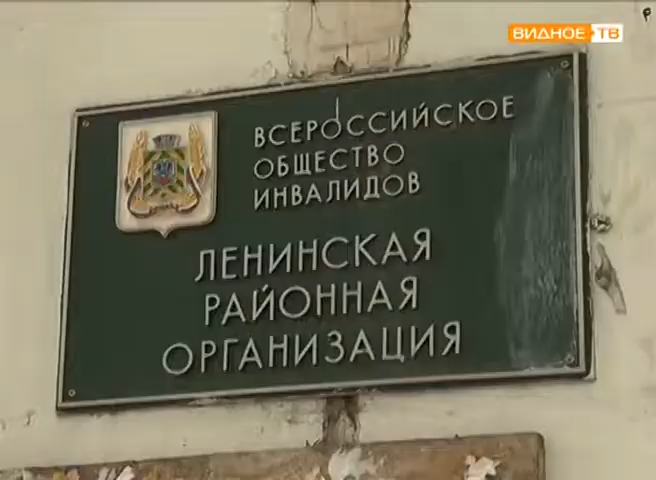 ВИДНОЕ ТВ
ВСЕРОССИЙСКОЕ
ОБЩЕСТВО
ИНВАЛИДОВ
ЛЕНИНСКАЯ
РАЙОННАЯ
ОРГАНИЗАЦИЯ